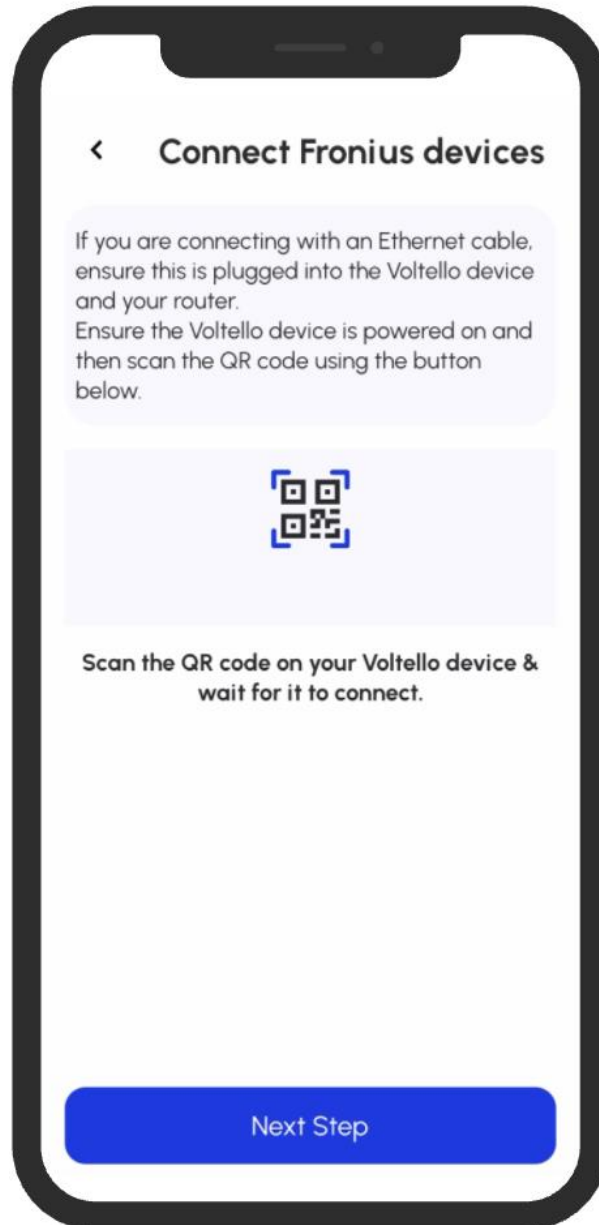 Connect Fronius devices
If you are connecting with an Ethernet cable,
ensure this is plugged into the Voltello device
and your router.
Ensure the Voltello device is powered on and
then scan the QR code using the button
below.
Scan the QR code on your Voltello device &
wait for it to connect.
Next Step